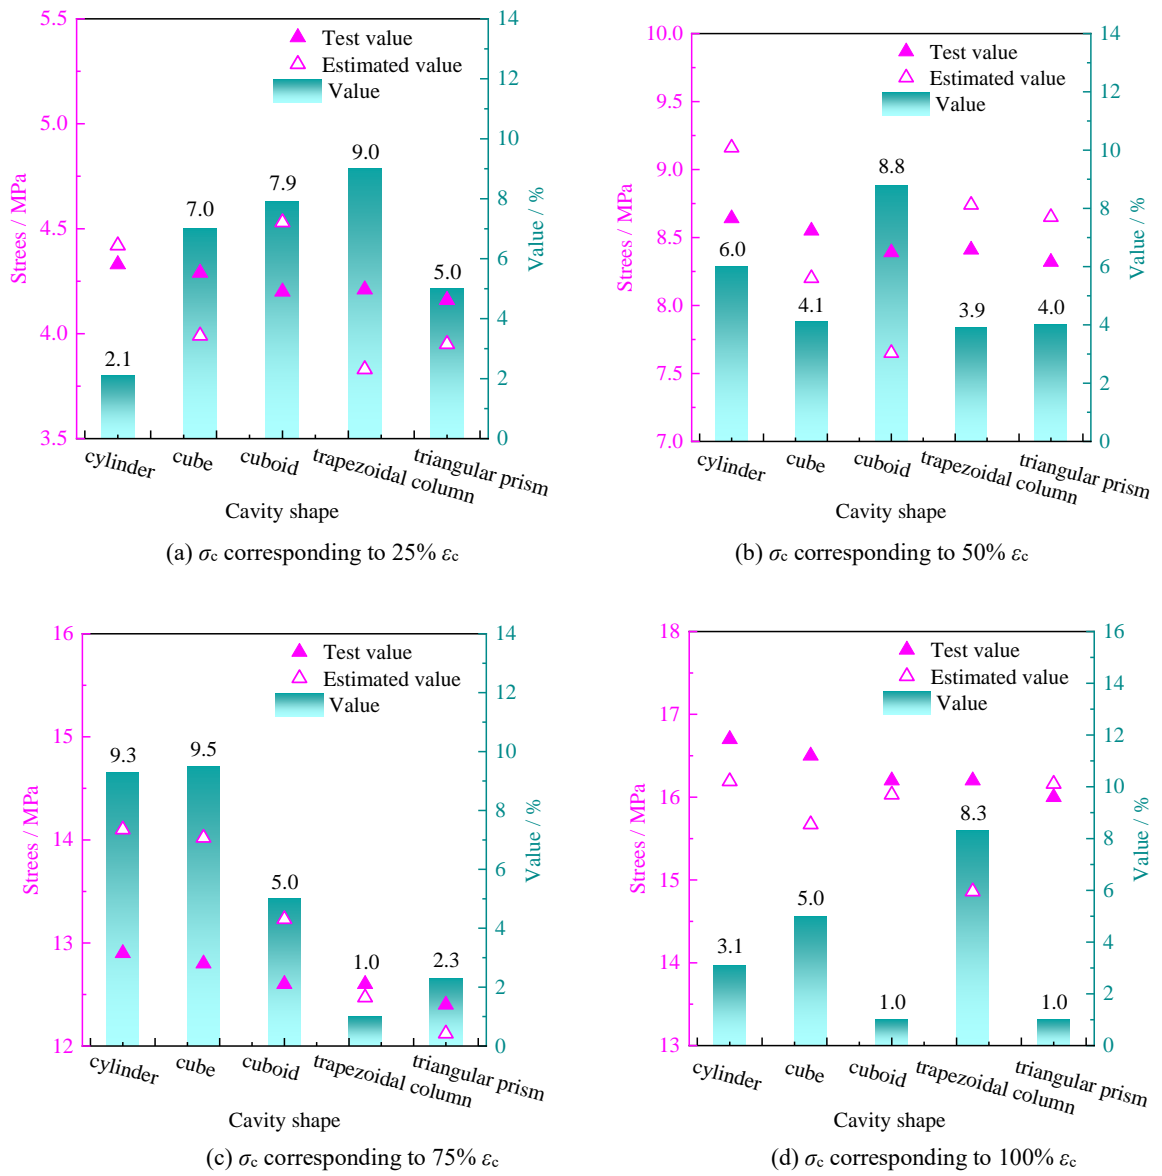 5.5
5.0
4.5
4.0
3.5
Strees / MPa
14
12
10
8
6
4
2
0
Value / %
Test value
Estimated value
Value
2.1
7.0
7.9
9.0
5.0
cylinder
cube
cuboid
trapezoidal column
triangular prism
Cavity shape
(a) σc corresponding to 25% εc
10.0
9.5
9.0
8.5
8.0
7.5
7.0
Strees / MPa
14
12
10
8
6
4
2
0
Value / %
Test value
Estimated value
Value
6.0
4.1
8.8
3.9
4.0
cylinder
cube
cuboid
trapezoidal column
triangular prism
Cavity shape
(b) σc corresponding to 50% εc
16
15
14
13
12
Strees / MPa
14
12
10
8
6
4
2
0
Value / %
Test value
Estimated value
Value
9.3
9.5
5.0
1.0
2.3
cylinder
cube
cuboid
trapezoidal column
triangular prism
Cavity shape
(c) σc corresponding to 75% εc
18
17
16
15
14
13
Strees / MPa
16
14
12
10
8
6
4
2
0
Value / %
Test value
Estimated value
Value
3.1
5.0
1.0
8.3
1.0
cylinder
cube
cuboid
trapezoidal column
triangular prism
Cavity shape
(d) σc corresponding to 100% εc